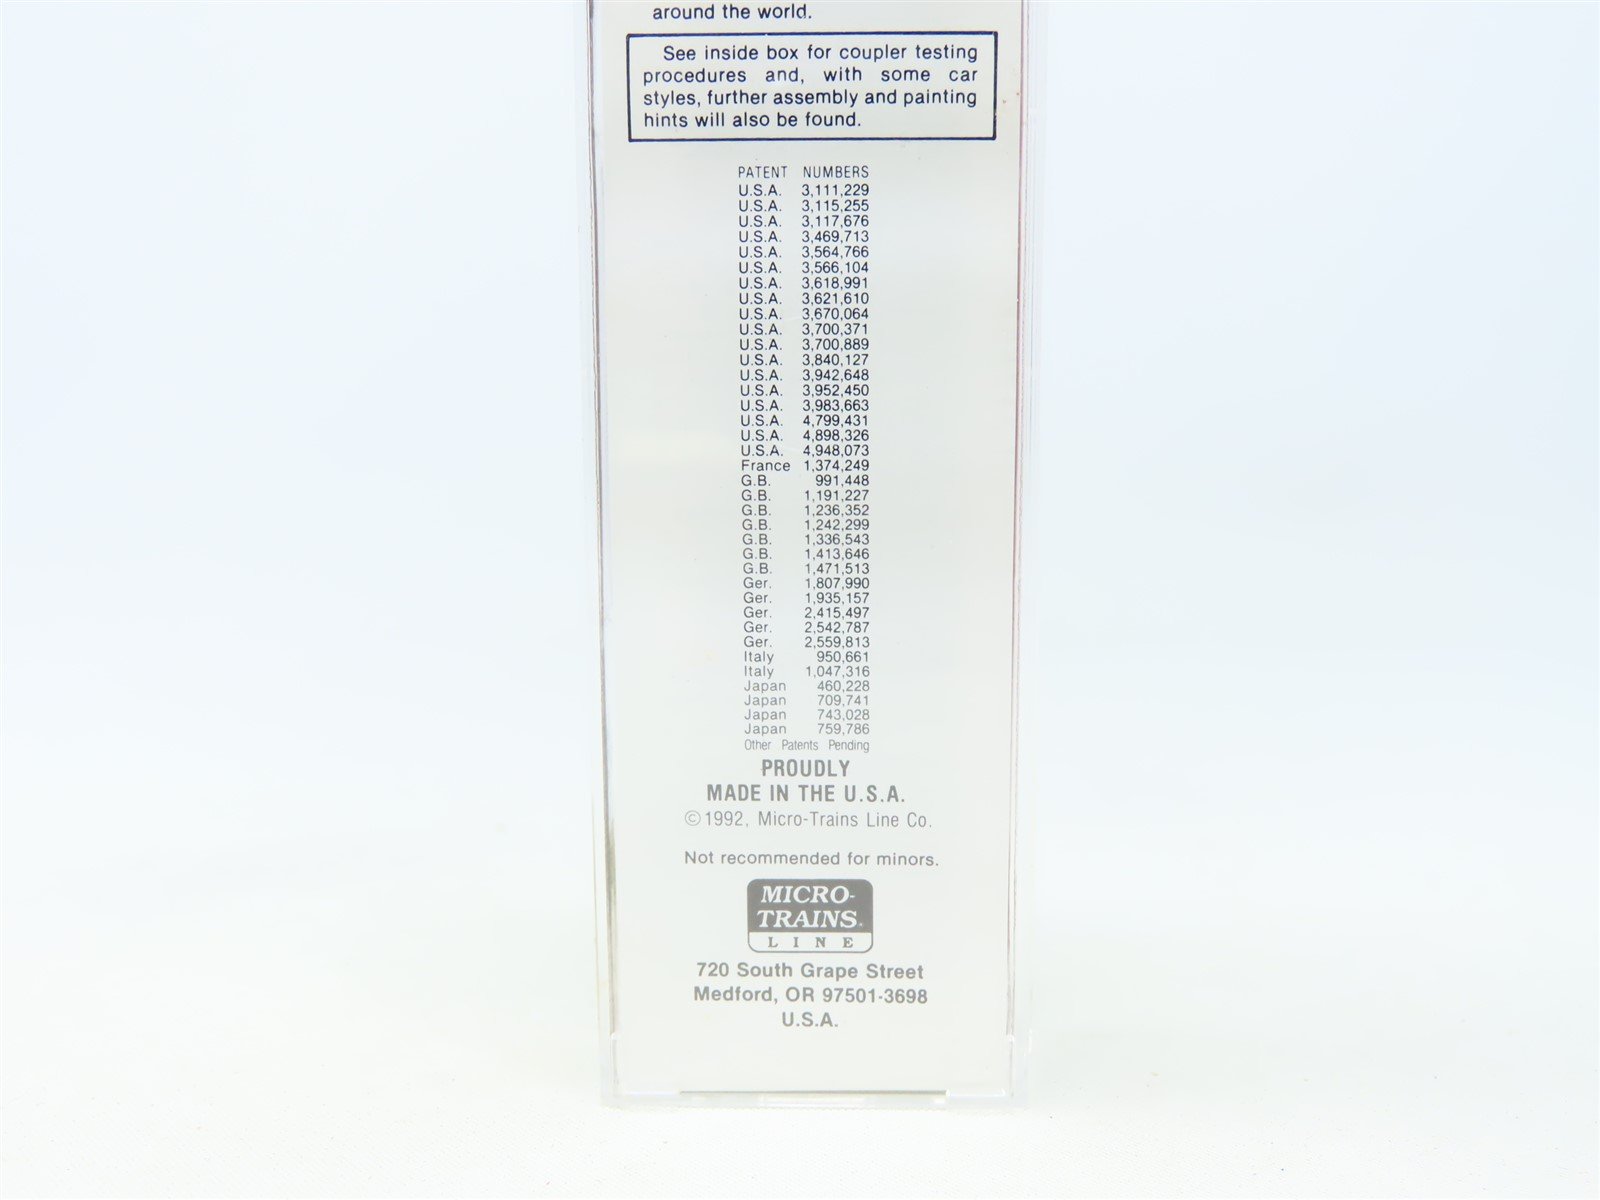 around the world.
See inside box for coupler testing
procedures and, with some car
styles, further assembly and painting
hints will also be found.
PATENT NUMBERS
U.S.A. 3,111,229
U.S.A. 3,115,255
U.S.A. 3,117,676
U.S.A. 3,469,713
U.S.A. 3,564,766
U.S.A. 3,566,104
U.S.A. 3,618,991
U.S.A. 3,621,610
U.S.A. 3,670,064
U.S.A. 3,700,371
U.S.A. 3,700,889
U.S.A. 3,840,127
U.S.A. 3,942,648
U.S.A. 3,952,450
U.S.A. 3,983,663
U.S.A. 4,799,431
U.S.A. 4,898,326
U.S.A. 4,948,073
France 1,374,249
G.B. 991,448
G.B. 1,191,227
G.B. 1,236,352
G.B. 1,242,299
G.B. 1,336,543
G.B. 1,413,646
G.B. 1,471,513
Ger. 1,807,990
Ger. 1,935,157
Ger. 2,415,497
Ger. 2,542,787
Ger. 2,559,813
Italy 950,661
Italy 1,047,316
Japan 460,228
Japan 709,741
Japan 743,028
Japan 759,786
Other Patents Pending
PROUDLY
MADE IN THE U.S.A.
©1992, Micro-Trains Line Co.
Not recommended for minors.
MICRO-
TRAINS®
LINE
720 South Grape Street
Medford, OR 97501-3698
U.S.A.